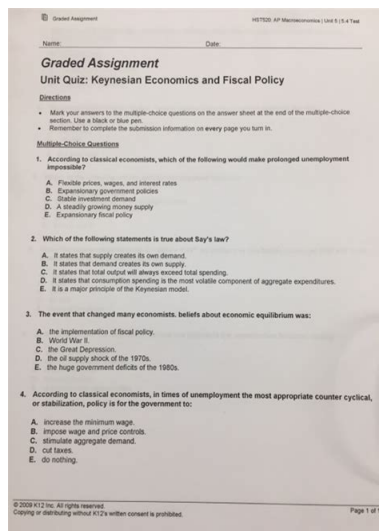 Graded Assignment
HST520: AP Macroeconomics | Unit 5 | 5.4 Test
Name:
Date:
Graded Assignment
Unit Quiz: Keynesian Economics and Fiscal Policy
Directions
• Mark your answers to the multiple-choice questions on the answer sheet at the end of the multiple-choice
section. Use a black or blue pen.
• Remember to complete the submission information on every page you turn in.
Multiple-Choice Questions
1. According to classical economists, which of the following would make prolonged unemployment
impossible?
A. Flexible prices, wages, and interest rates
B. Expansionary government policies
C. Stable investment demand
D. A steadily growing money supply
E. Expansionary fiscal policy
2. Which of the following statements is true about Say's law?
A. It states that supply creates its own demand.
B. It states that demand creates its own supply.
C. It states that total output will always exceed total spending.
D. It states that consumption spending is the most volatile component of aggregate expenditures.
E. It is a major principle of the Keynesian model.
3. The event that changed many economists. beliefs about economic equilibrium was:
A. the implementation of fiscal policy.
B. World War II.
C. the Great Depression.
D. the oil supply shock of the 1970s.
E. the huge government deficits of the 1980s.
4. According to classical economists, in times of unemployment the most appropriate counter cyclical,
or stabilization, policy is for the government to:
A. increase the minimum wage.
B. impose wage and price controls.
C. stimulate aggregate demand.
D. cut taxes.
E. do nothing.
© 2009 K12 Inc. All rights reserved.
Copying or distributing without K12's written consent is prohibited.
Page 1 of